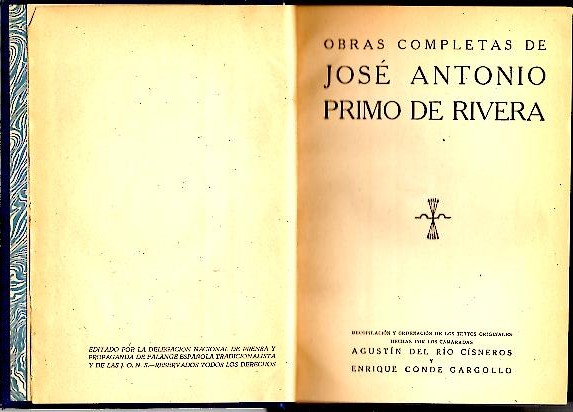 EDITADO POR LA DELEGACION NACIONAL DE PRENSA Y
PROPAGANDA DE FALANGE ESPAÑOLA TRADICIONALISTA
Y DE LAS J. O. N. S.—RESERVADOS TODOS LOS DERECHOS
OBRAS COMPLETAS DE
JOSÉ ANTONIO
PRIMO DE RIVERA
RECOPILACIÓN Y ORDENACIÓN DE LOS TEXTOS ORIGINALES
HECHAS POR LOS CAMARADAS
AGUSTÍN DEL RÍO CISNEROS
Y
ENRIQUE CONDE GARGOLLO